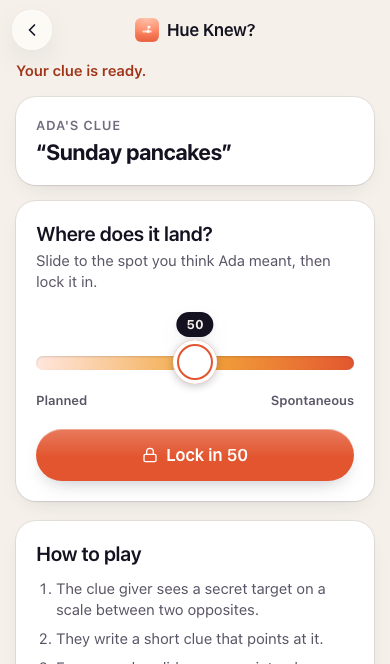 Hue Knew?
Your clue is ready.
ADA'S CLUE
“Sunday pancakes”
Where does it land?
Slide to the spot you think Ada meant, then
lock it in.
50
Planned
Spontaneous
Lock in 50
How to play
1. The clue giver sees a secret target on a
scale between two opposites.
2. They write a short clue that points at it.